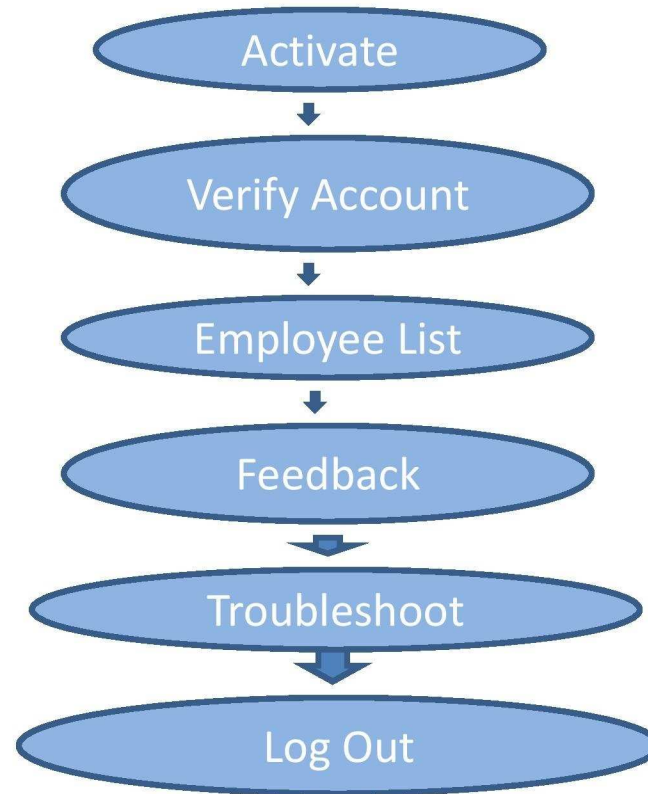 Activate
Verify Account
Employee List
Feedback
Troubleshoot
Log Out